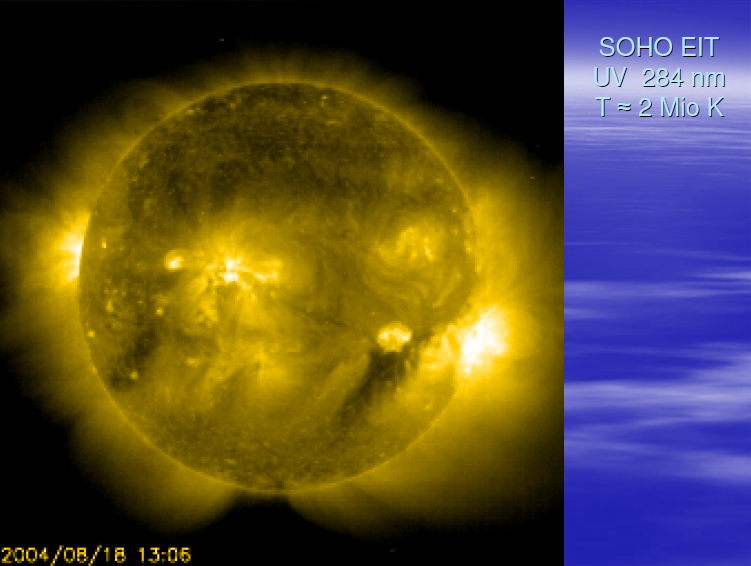 SOHO EIT
UV 284 nm
T ≈ 2 Mio K
2004/08/18 13:06